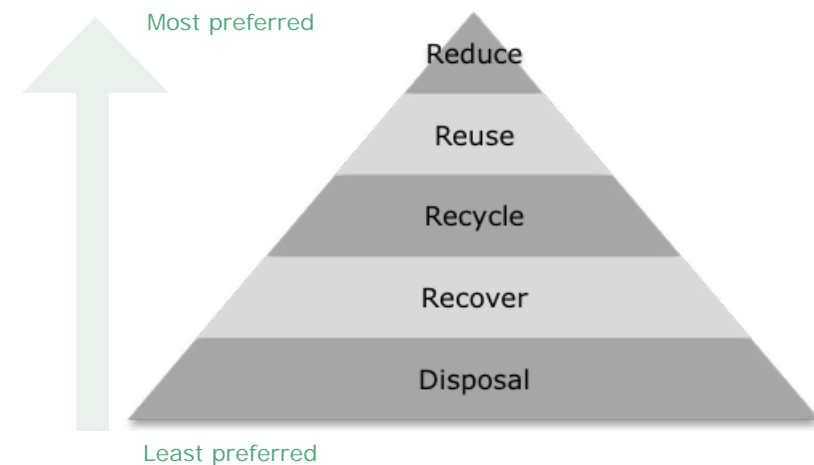 Most preferred
Reduce
Reuse
Recycle
Recover
Disposal
Least preferred